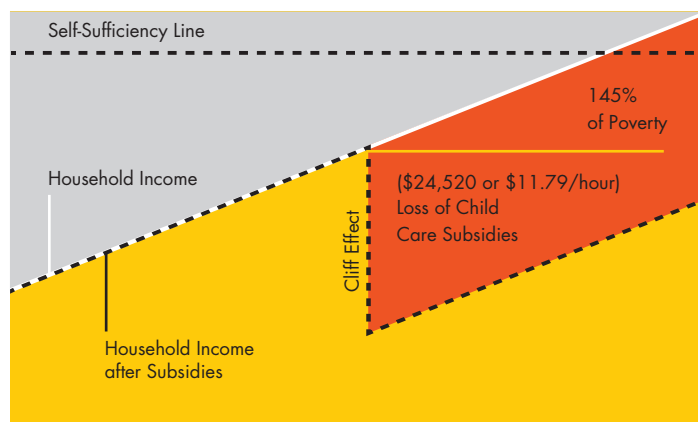 Self-Sufficiency Line
145%
of Poverty
Household Income
($24,520 or $11.79/hour)
Loss of Child
Care Subsidies
Cliff Effect
Household Income
after Subsidies